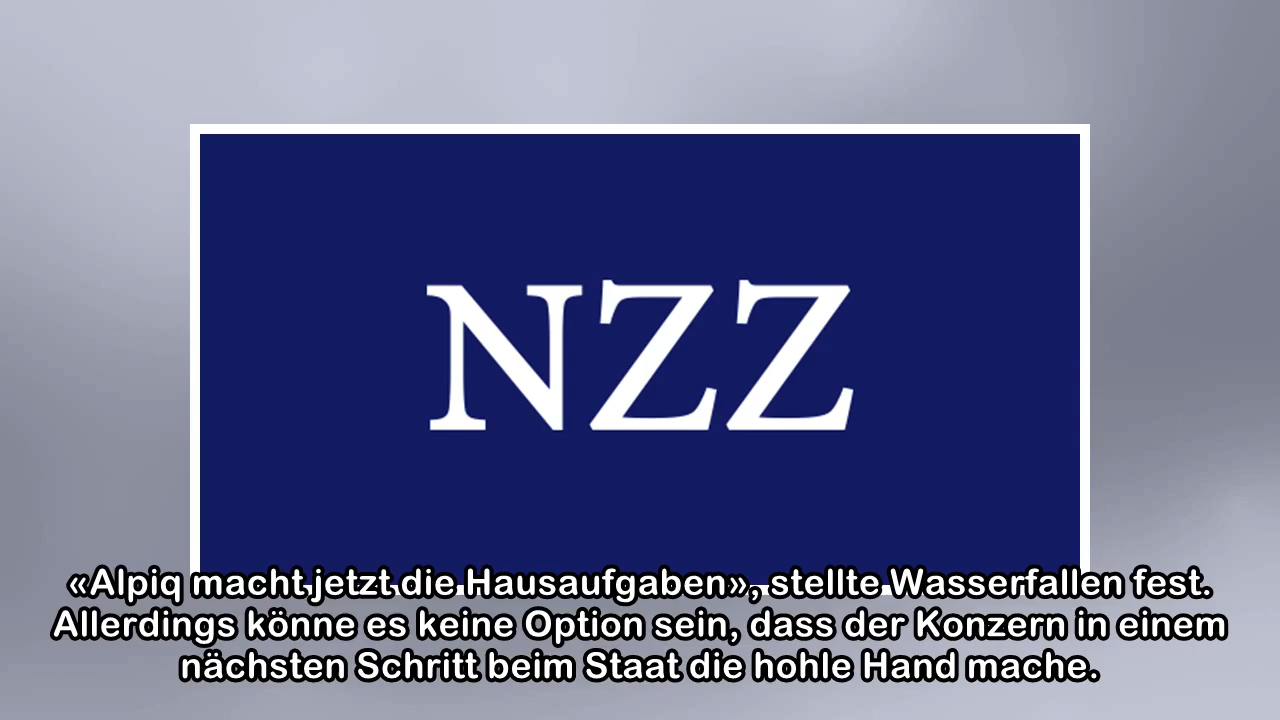 NZZ
«Alpiq macht jetzt die Hausaufgaben», stellte Wasserfallen fest.
Allerdings könne es keine Option sein, dass der Konzern in einem
nächsten Schritt beim Staat die hohle Hand mache.